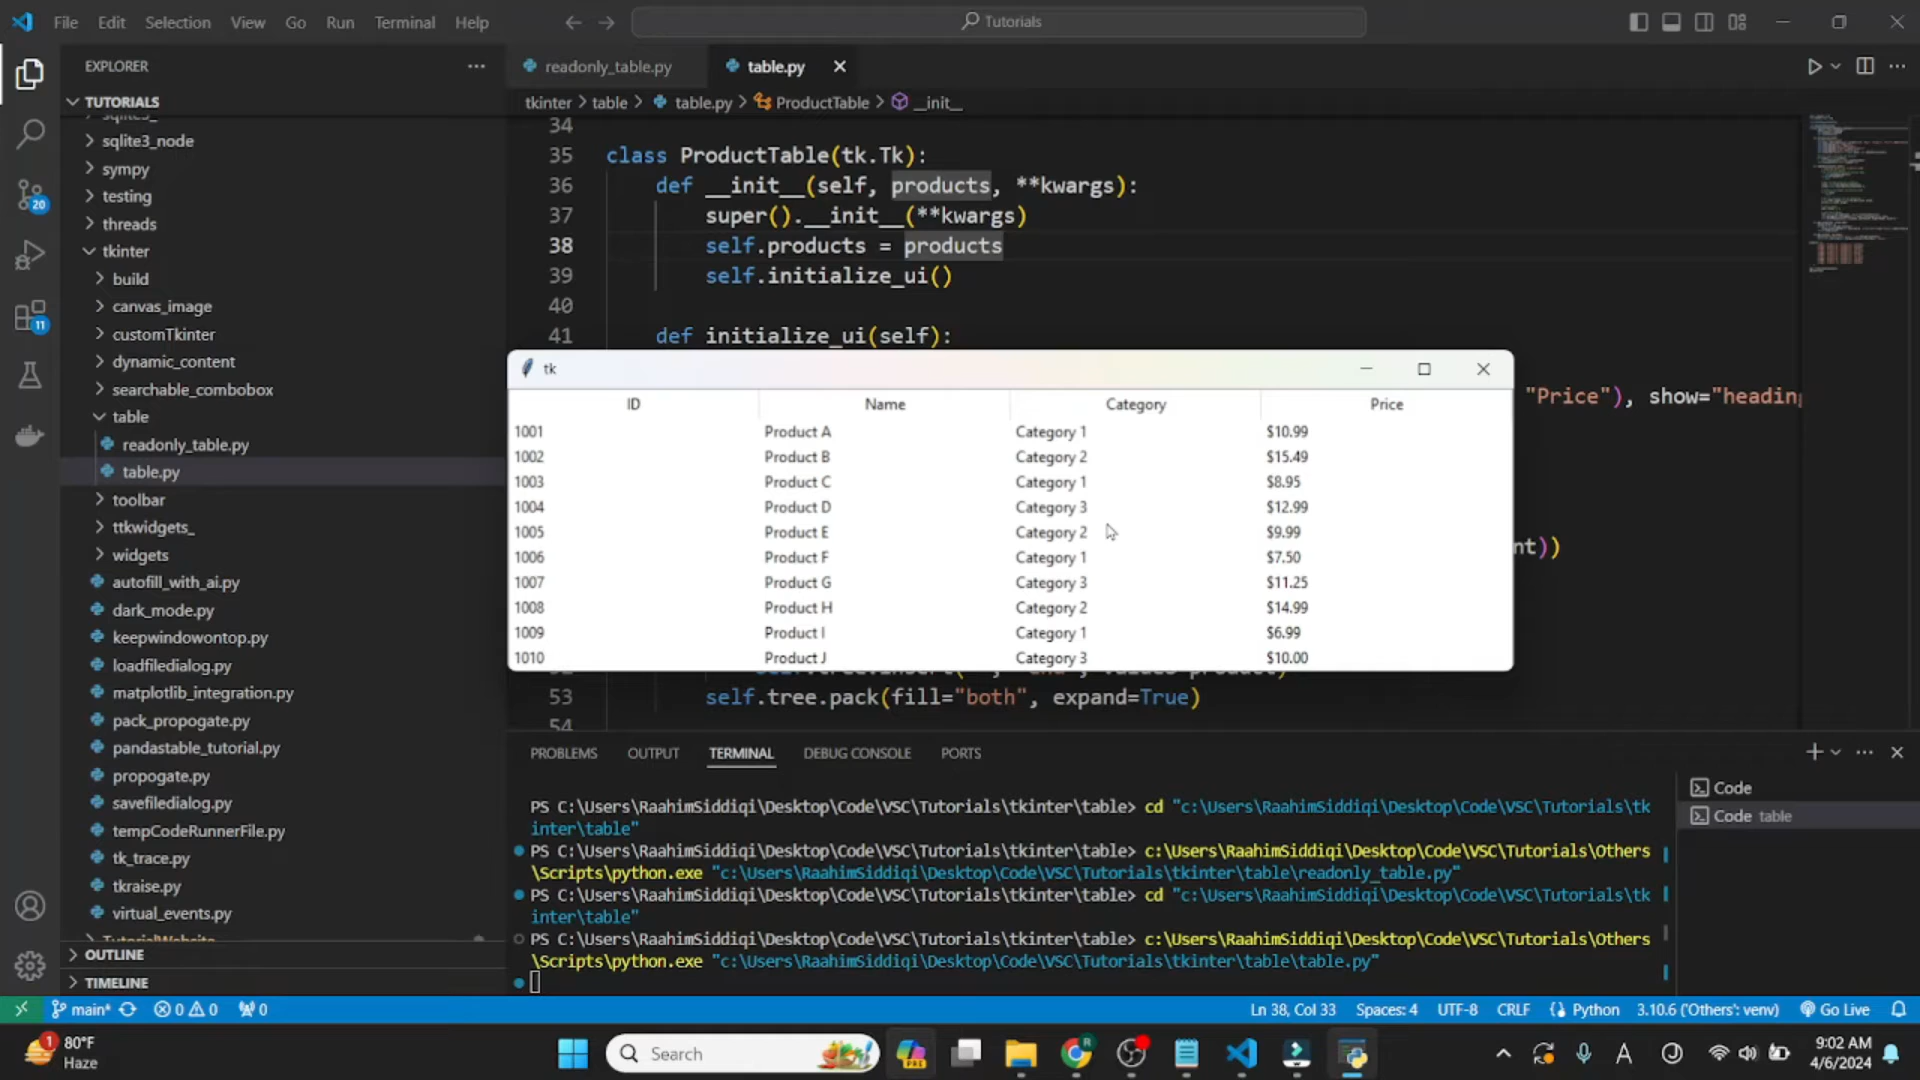 File Edit Selection View Go Run Terminal Help
Tutorials
EXPLORER
readonly_table.py
table.py
TUTORIALS
tkinter > table > table.py > ProductTable > __init__
sqlite3_node
sympy
testing
threads
tkinter
build
canvas_image
customTkinter
dynamic_content
searchable_combobox
table
readonly_table.py
table.py
toolbar
ttkwidgets_
widgets
autofill_with_ai.py
dark_mode.py
keepwindowontop.py
loadfiledialog.py
matplotlib_integration.py
pack_propogate.py
pandastable_tutorial.py
propogate.py
savefiledialog.py
tempCodeRunnerFile.py
tk_trace.py
tkraise.py
virtual_events.py
OUTLINE
TIMELINE
20
11
34
35 class ProductTable(tk.Tk):
36 def __init__(self, products, **kwargs):
37 super().__init__(**kwargs)
38 self.products = products
39 self.initialize_ui()
40
41 def initialize_ui(self):
"Price"), show="heading
nt))
53 self.tree.pack(fill="both", expand=True)
54
tk
ID Name Category Price
1001 Product A Category 1 $10.99
1002 Product B Category 2 $15.49
1003 Product C Category 1 $8.95
1004 Product D Category 3 $12.99
1005 Product E Category 2 $9.99
1006 Product F Category 1 $7.50
1007 Product G Category 3 $11.25
1008 Product H Category 2 $14.99
1009 Product I Category 1 $6.99
1010 Product J Category 3 $10.00
PROBLEMS OUTPUT TERMINAL DEBUG CONSOLE PORTS
PS C:\Users\RaahimSiddiqi\Desktop\Code\VSC\Tutorials\tkinter\table> cd "c:\Users\RaahimSiddiqi\Desktop\Code\VSC\Tutorials\tk
inter\table"
PS C:\Users\RaahimSiddiqi\Desktop\Code\VSC\Tutorials\tkinter\table> c:\Users\RaahimSiddiqi\Desktop\Code\VSC\Tutorials\Others
\Scripts\python.exe "c:\Users\RaahimSiddiqi\Desktop\Code\VSC\Tutorials\tkinter\table\readonly_table.py"
PS C:\Users\RaahimSiddiqi\Desktop\Code\VSC\Tutorials\tkinter\table> cd "c:\Users\RaahimSiddiqi\Desktop\Code\VSC\Tutorials\tk
inter\table"
PS C:\Users\RaahimSiddiqi\Desktop\Code\VSC\Tutorials\tkinter\table> c:\Users\RaahimSiddiqi\Desktop\Code\VSC\Tutorials\Others
\Scripts\python.exe "c:\Users\RaahimSiddiqi\Desktop\Code\VSC\Tutorials\tkinter\table\table.py"
Code
Code table
main* 0 0 0 Ln 38, Col 33 Spaces: 4 UTF-8 CRLF Python 3.10.6 ('Others': venv) Go Live
1
80°F
Haze
Search
PRE
R
A
9:02 AM
4/6/2024